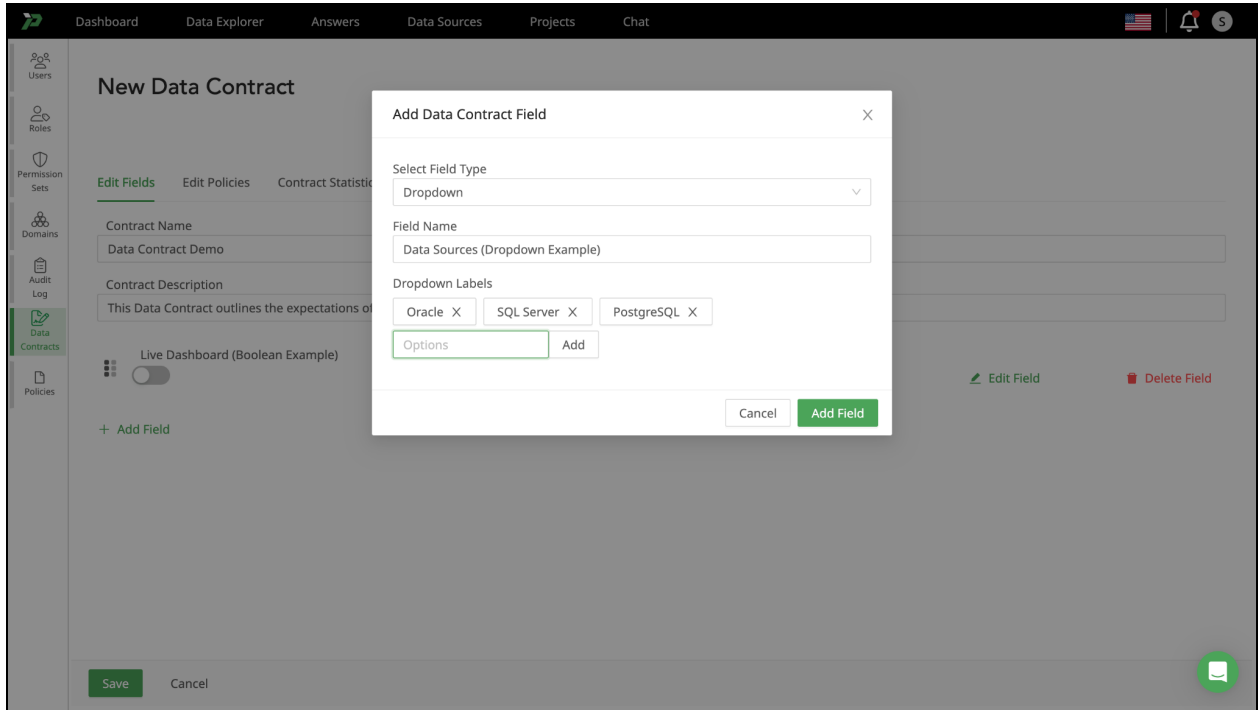 Dashboard Data Explorer Answers Data Sources Projects Chat S
Users
Roles
Permission
Sets
Domains
Audit
Log
Data
Contracts
Policies
New Data Contract
Edit Fields Edit Policies Contract Statistic
Contract Name
Data Contract Demo
Contract Description
This Data Contract outlines the expectations of
Live Dashboard (Boolean Example)
Edit Field Delete Field
+ Add Field
Add Data Contract Field
Select Field Type
Dropdown
Field Name
Data Sources (Dropdown Example)
Dropdown Labels
Oracle X SQL Server X PostgreSQL X
Options Add
Cancel Add Field
Save Cancel